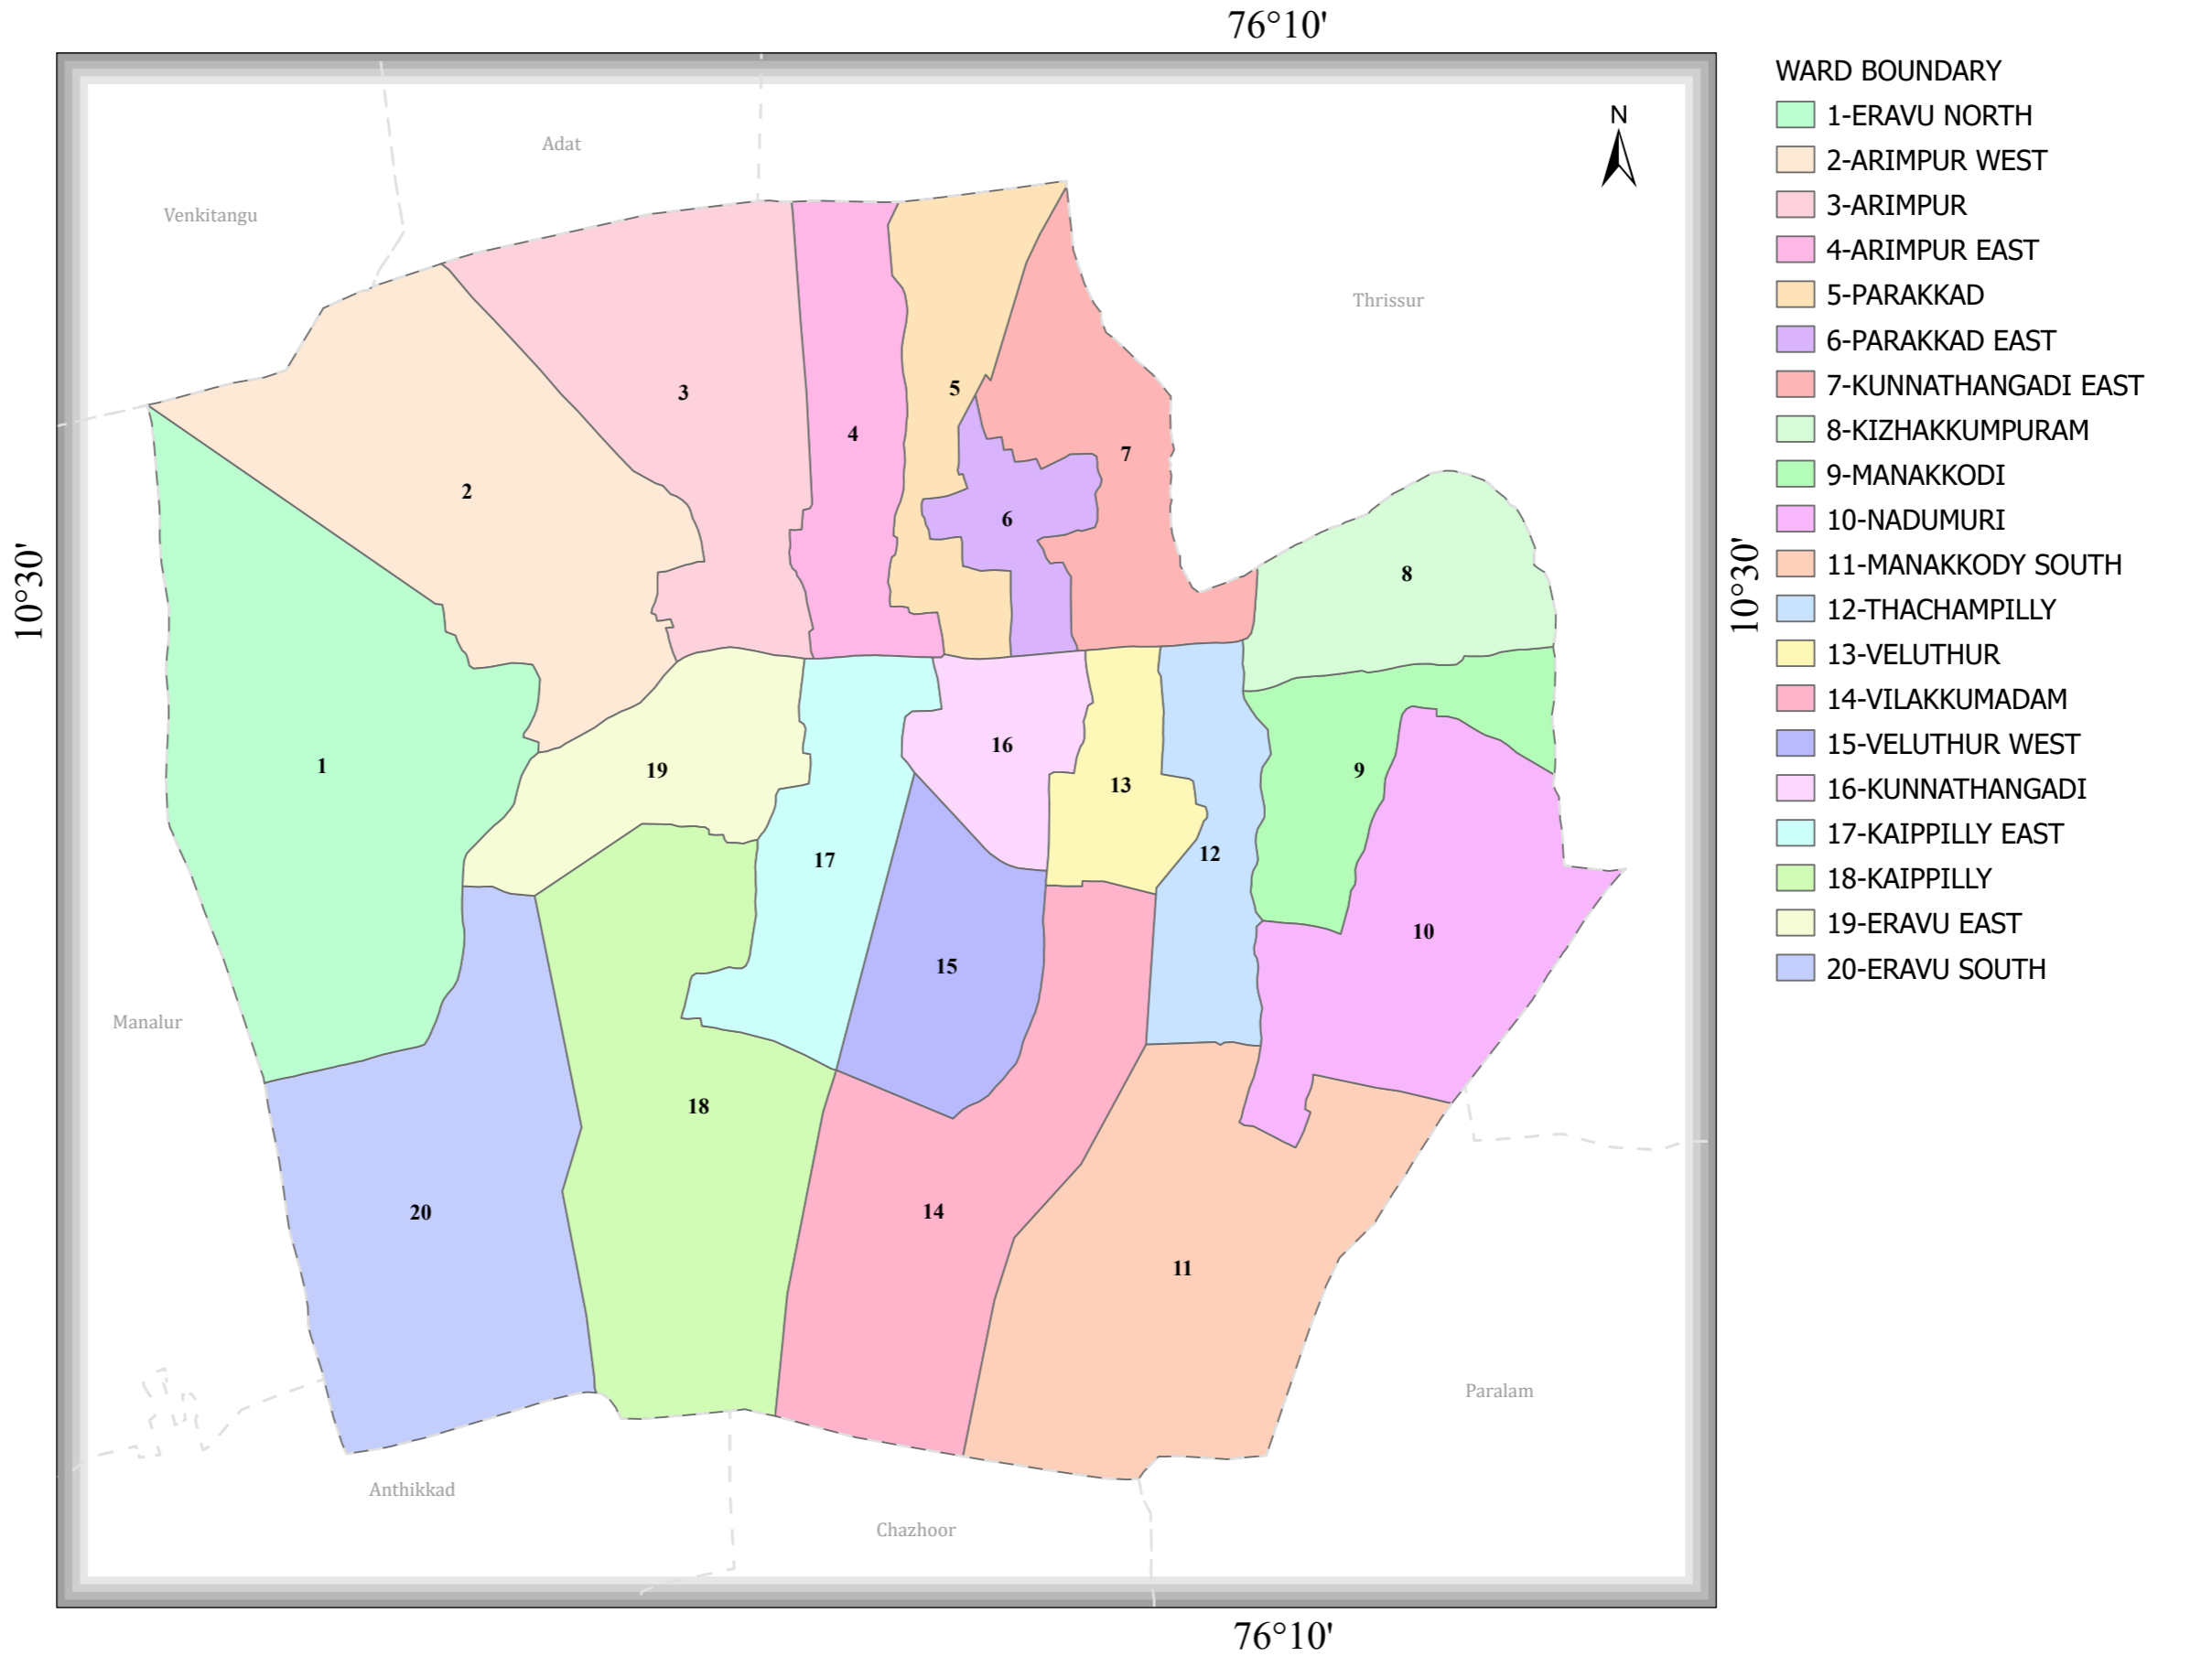 76°10'
WARD BOUNDARY
1-ERAVU NORTH
2-ARIMPUR WEST
3-ARIMPUR
4-ARIMPUR EAST
5-PARAKKAD
6-PARAKKAD EAST
7-KUNNATHANGADI EAST
8-KIZHAKKUMPURAM
9-MANAKKODI
10-NADUMURI
11-MANAKKODY SOUTH
12-THACHAMPILLY
13-VELUTHUR
14-VILAKKUMADAM
15-VELUTHUR WEST
16-KUNNATHANGADI
17-KAIPPILLY EAST
18-KAIPPILLY
19-ERAVU EAST
20-ERAVU SOUTH
N
Adat
Venkitangu
Thrissur
3
5
4
7
2
6
10°30'
10°30'
8
16
1
19
9
13
12
17
10
15
Manalur
18
20
14
11
Paralam
Anthikkad
Chazhoor
76°10'